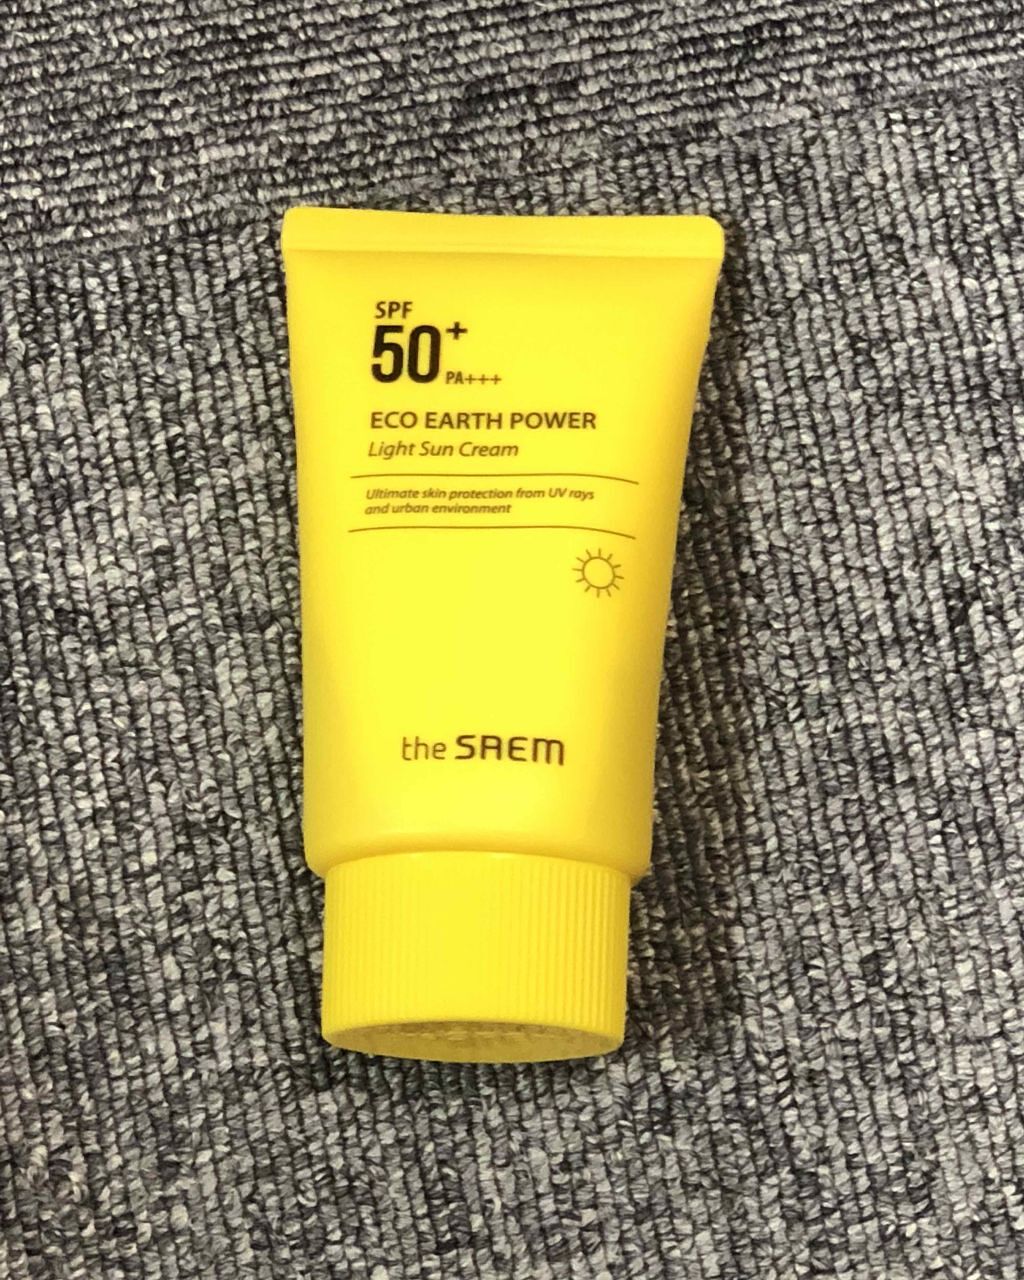 SPF
50+
PA+++
ECO EARTH POWER
Light Sun Cream
Ultimate skin protection from UV rays
and urban environment
the SAEM